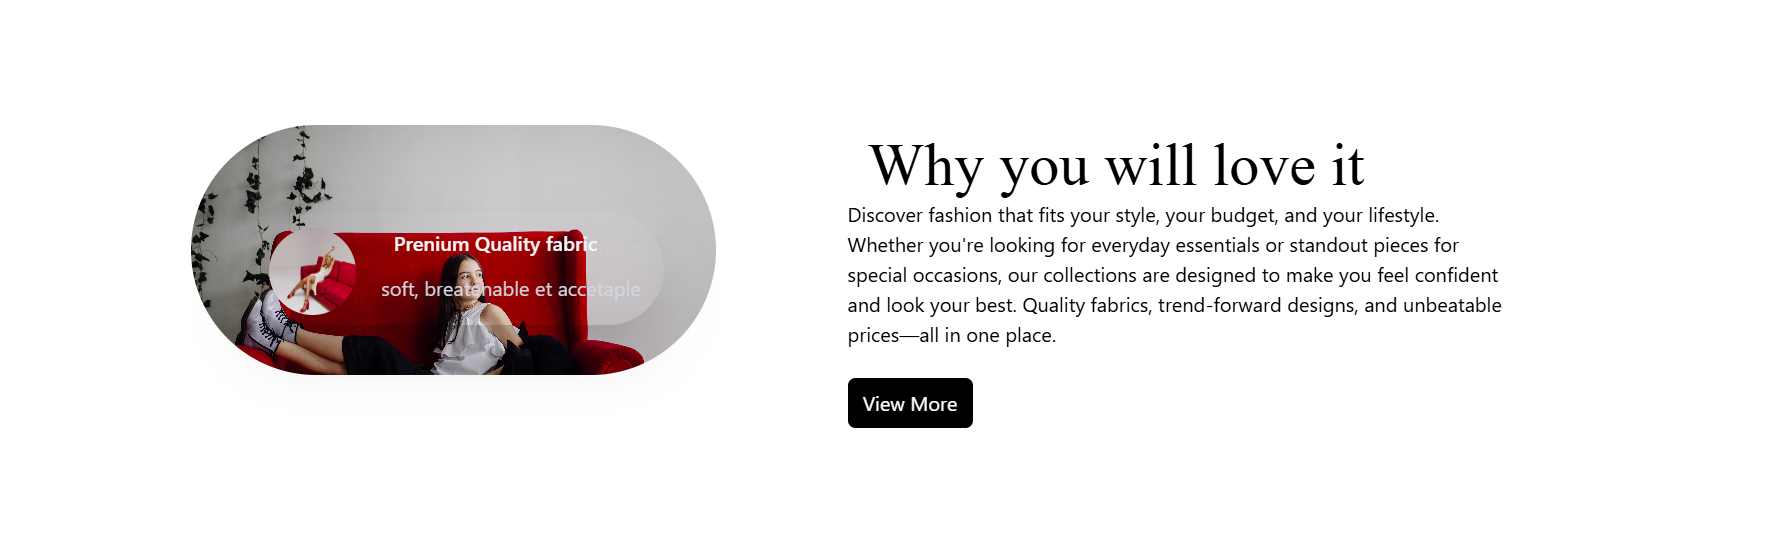 Prenium Quality fabric
soft, breatehable et accetaple
Why you will love it
Discover fashion that fits your style, your budget, and your lifestyle.
Whether you're looking for everyday essentials or standout pieces for
special occasions, our collections are designed to make you feel confident
and look your best. Quality fabrics, trend-forward designs, and unbeatable
prices—all in one place.
View More